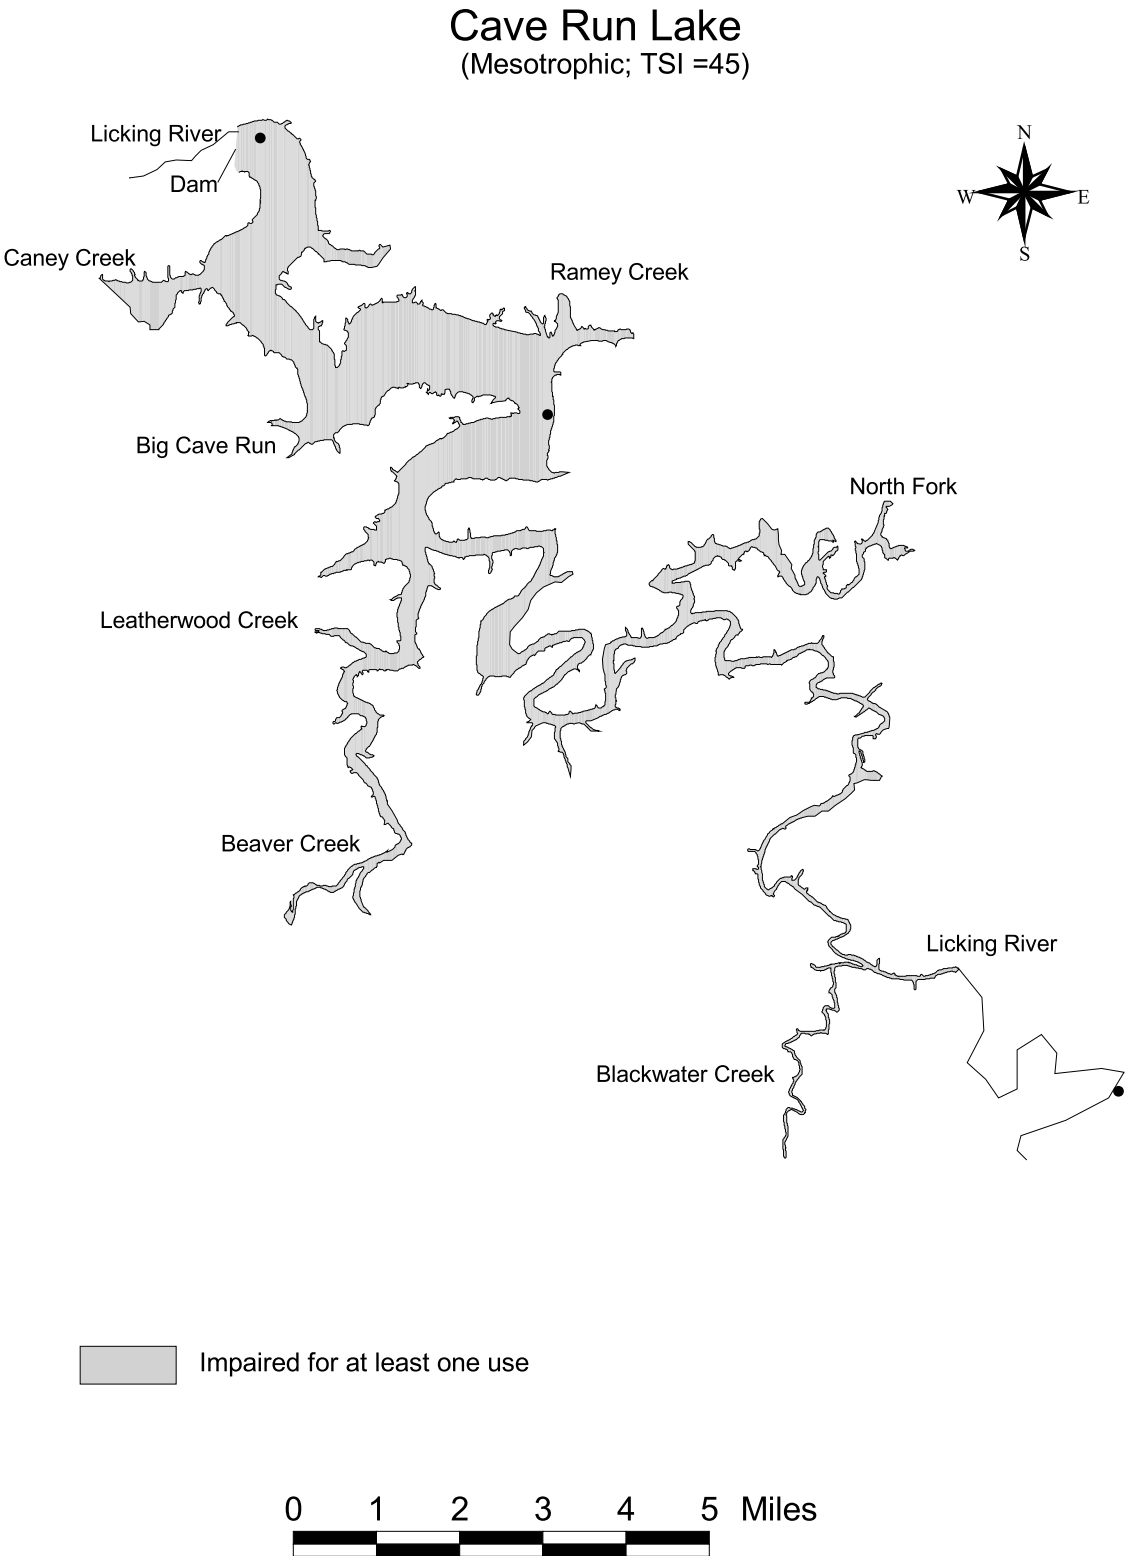 Cave Run Lake
(Mesotrophic; TSI =45)
Licking River
Dam
N
W
E
S
Caney Creek
Ramey Creek
Big Cave Run
North Fork
Leatherwood Creek
Beaver Creek
Licking River
Blackwater Creek
Impaired for at least one use
0 1 2 3 4 5 Miles